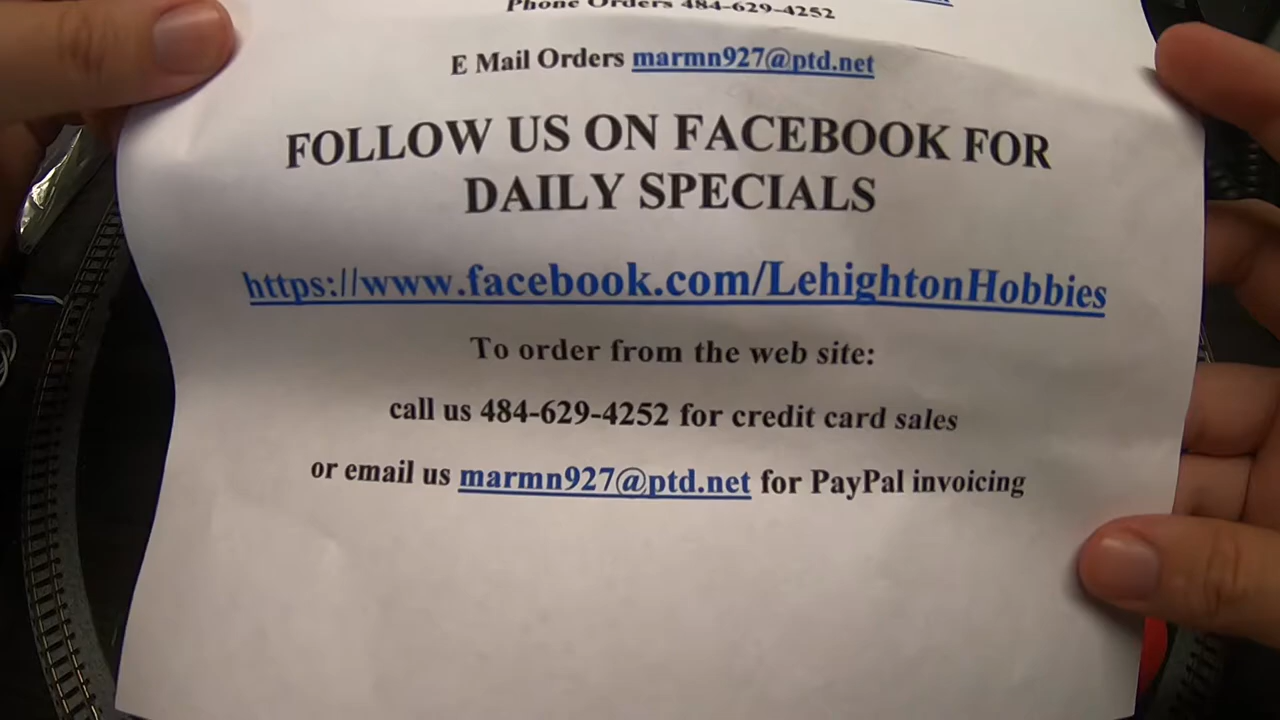 Phone Orders 484-629-4252
E Mail Orders marmn927@ptd.net
FOLLOW US ON FACEBOOK FOR
DAILY SPECIALS
https://www.facebook.com/LehightonHobbies
To order from the web site:
call us 484-629-4252 for credit card sales
or email us marmn927@ptd.net for PayPal invoicing